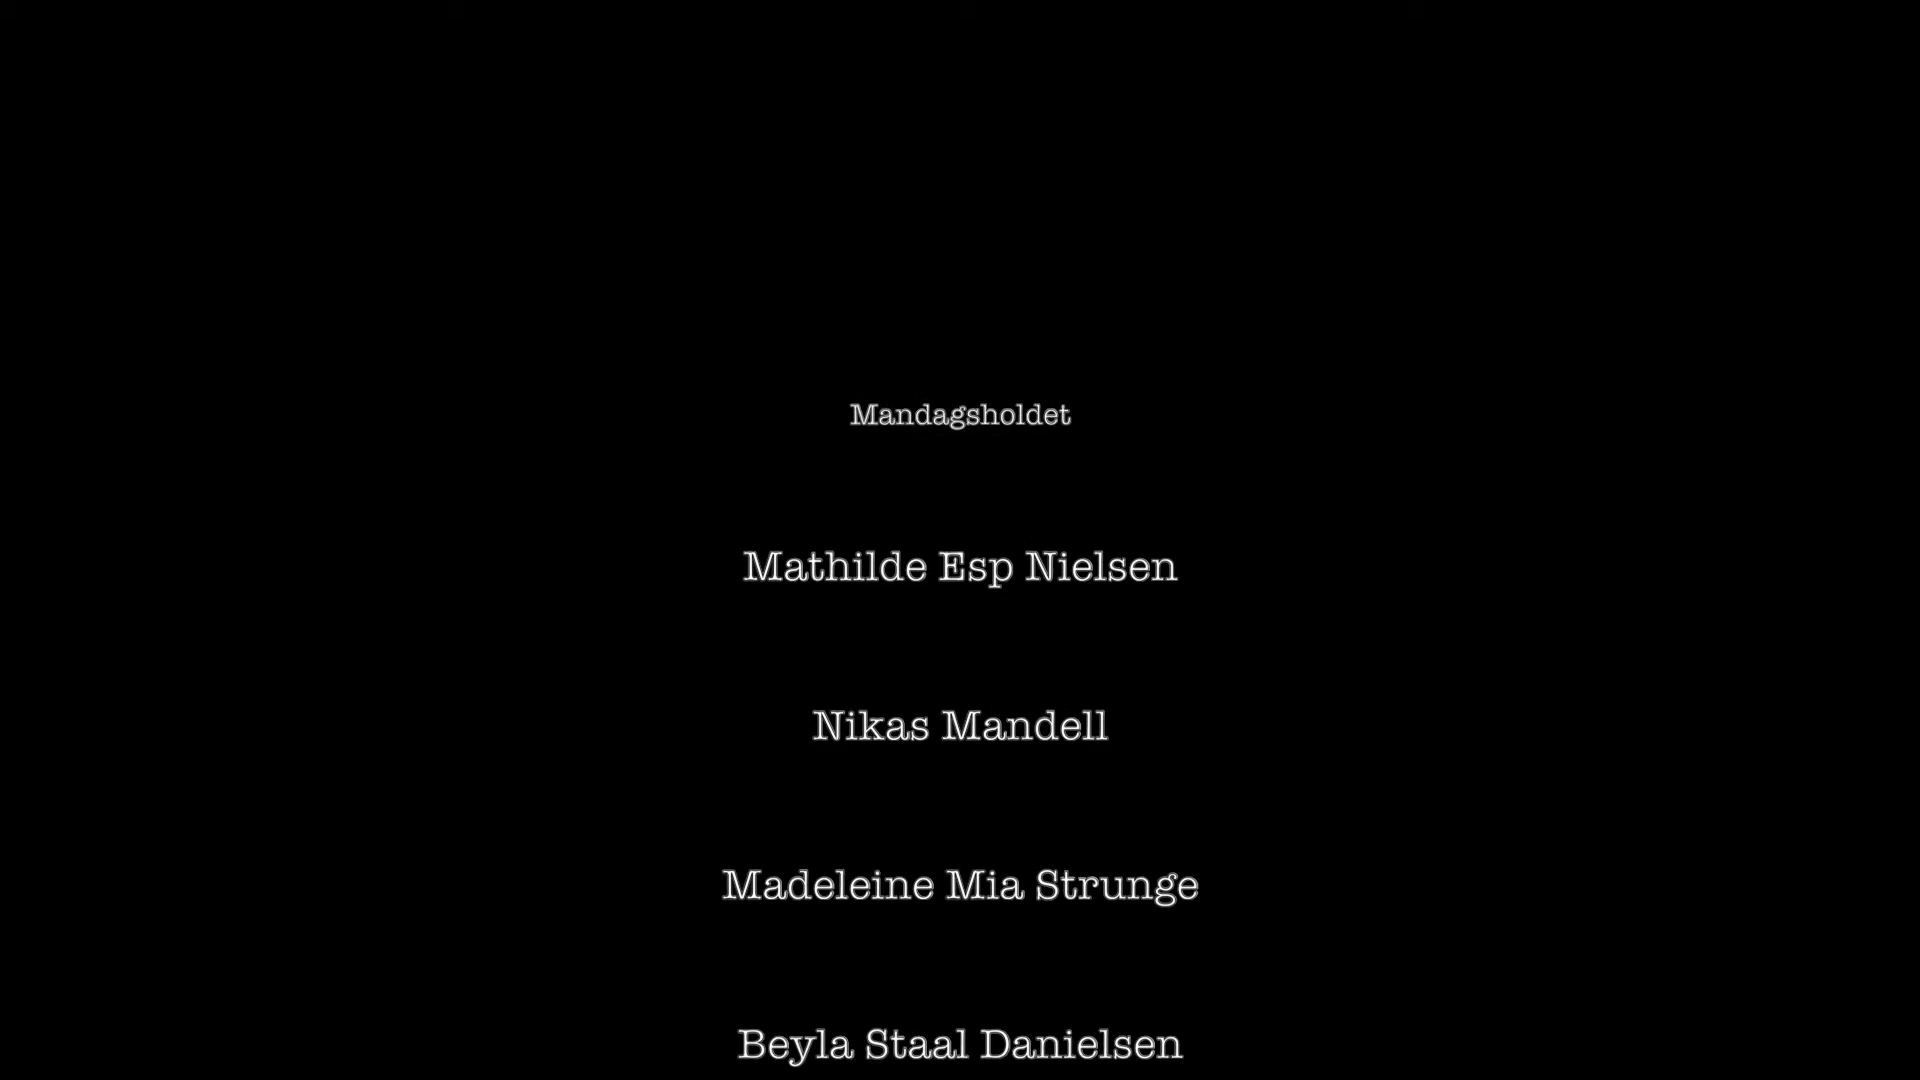 Mandagsholdet
Mathilde Esp Nielsen
Nikas Mandell
Madeleine Mia Strunge
Beyla Staal Danielsen